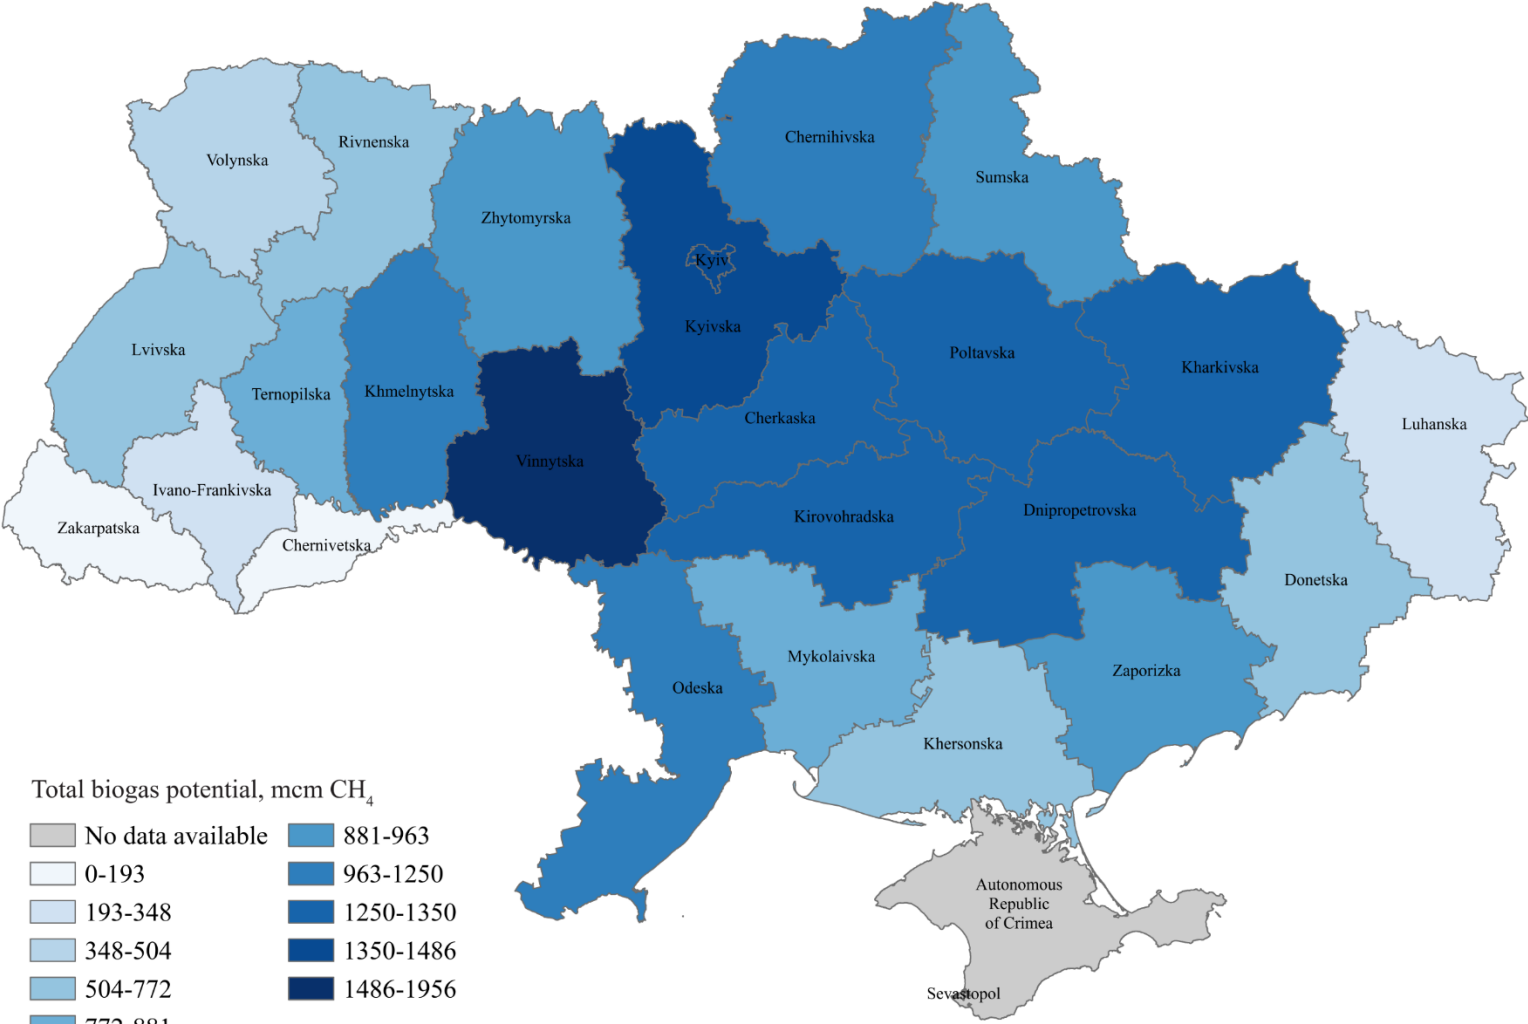 Volynska
Rivnenska
Zhytomyrska
Chernihivska
Sumska
Kyiv
Kyivska
Lvivska
Ternopilska
Khmelnytska
Vinnytska
Cherkaska
Poltavska
Kharkivska
Luhanska
Zakarpatska
Ivano-Frankivska
Chernivetska
Kirovohradska
Dnipropetrovska
Donetska
Odeska
Mykolaivska
Khersonska
Zaporizka
Autonomous
Republic
of Crimea
Sevastopol
Total biogas potential, mcm CH₄
No data available
0-193
193-348
348-504
504-772
772-881
881-963
963-1250
1250-1350
1350-1486
1486-1956